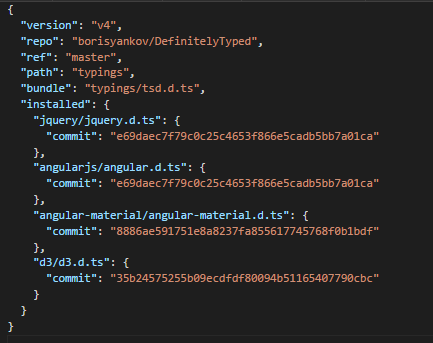 {
  "version": "v4",
  "repo": "borisyankov/DefinitelyTyped",
  "ref": "master",
  "path": "typings",
  "bundle": "typings/tsd.d.ts",
  "installed": {
    "jquery/jquery.d.ts": {
      "commit": "e69daec7f79c0c25c4653f866e5cadb5bb7a01ca"
    },
    "angularjs/angular.d.ts": {
      "commit": "e69daec7f79c0c25c4653f866e5cadb5bb7a01ca"
    },
    "angular-material/angular-material.d.ts": {
      "commit": "8886ae591751e8a8237fa855617745768f0b1bdf"
    },
    "d3/d3.d.ts": {
      "commit": "35b24575255b09ecdfdf80094b51165407790cbc"
    }
  }
}